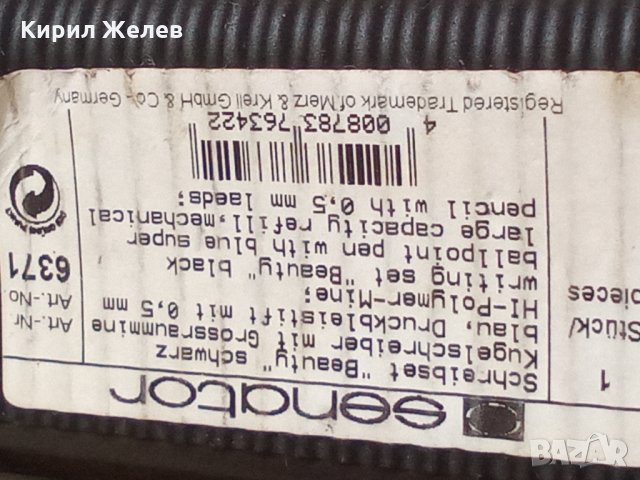 Кирил Желев
senator
1
Stück/
pieces
Schreibset "Beauty" schwarz
Kugelschreiber mit Grossraummine
blau, Druckbleistift mit 0,5 mm
HI-Polymer-Mine;
writing set "Beauty" black
ballpoint pen with blue super
large capacity refill,mechanical
pencil with 0,5 mm laeds;
Art.-Nr
Art.-No.
6371
4 008783 763422
Registered Trademark of Merz & Krell GmbH & Co.- Germany
BAZAR